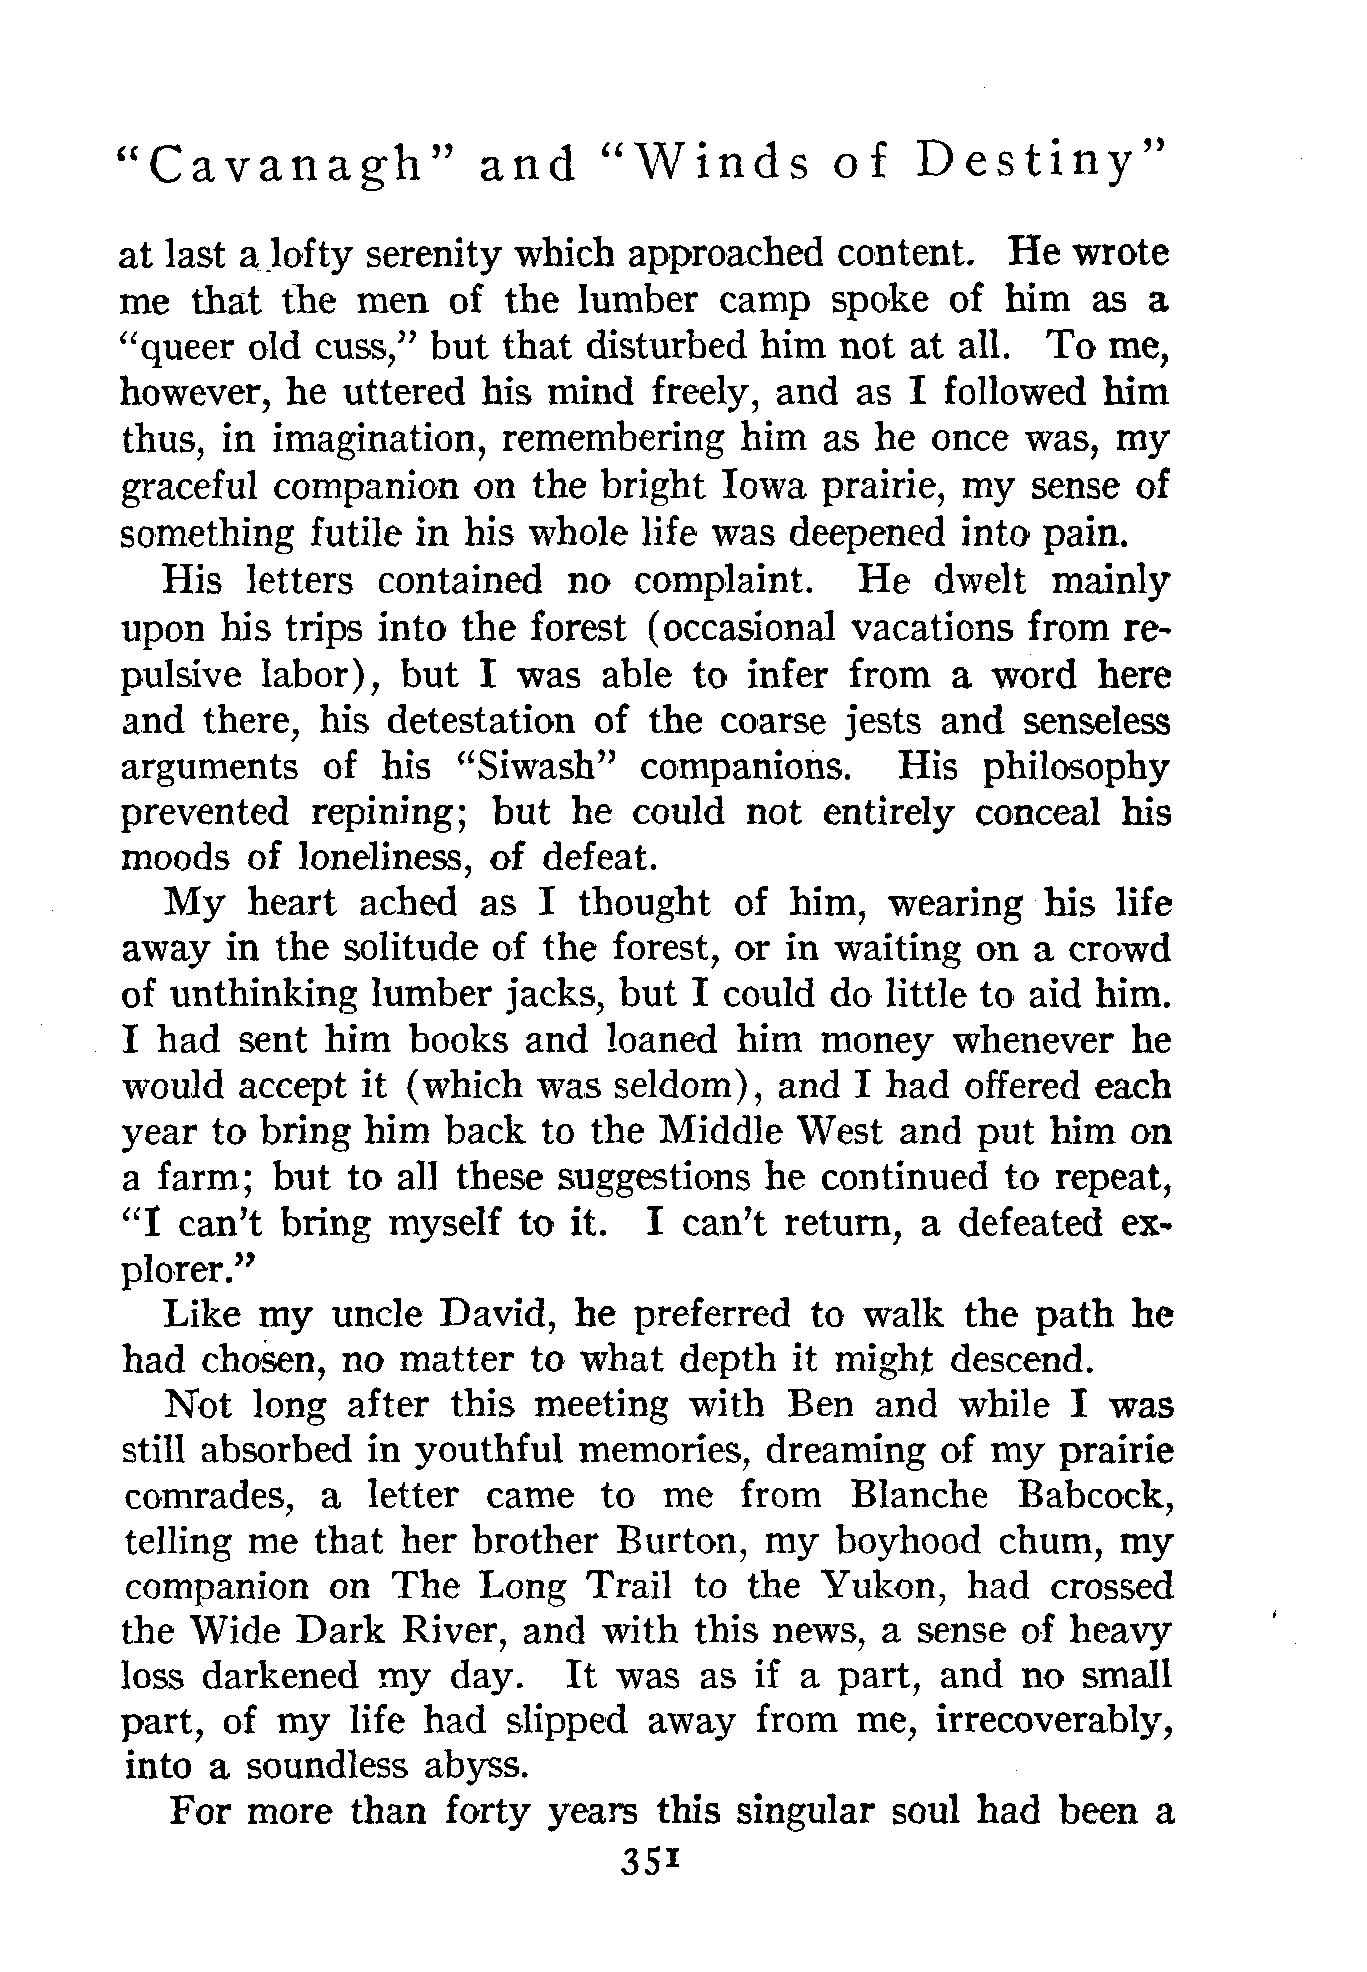 "Cavanagh" and "Winds of Destiny"
at last a lofty serenity which approached content. He wrote
me that the men of the lumber camp spoke of him as a
"queer old cuss," but that disturbed him not at all. To me,
however, he uttered his mind freely, and as I followed him
thus, in imagination, remembering him as he once was, my
graceful companion on the bright Iowa prairie, my sense of
something futile in his whole life was deepened into pain.
His letters contained no complaint. He dwelt mainly
upon his trips into the forest (occasional vacations from re-
pulsive labor), but I was able to infer from a word here
and there, his detestation of the coarse jests and senseless
arguments of his "Siwash" companions. His philosophy
prevented repining; but he could not entirely conceal his
moods of loneliness, of defeat.
My heart ached as I thought of him, wearing his life
away in the solitude of the forest, or in waiting on a crowd
of unthinking lumber jacks, but I could do little to aid him.
I had sent him books and loaned him money whenever he
would accept it (which was seldom), and I had offered each
year to bring him back to the Middle West and put him on
a farm; but to all these suggestions he continued to repeat,
"I can't bring myself to it. I can't return, a defeated ex-
plorer."
Like my uncle David, he preferred to walk the path he
had chosen, no matter to what depth it might descend.
Not long after this meeting with Ben and while I was
still absorbed in youthful memories, dreaming of my prairie
comrades, a letter came to me from Blanche Babcock,
telling me that her brother Burton, my boyhood chum, my
companion on The Long Trail to the Yukon, had crossed
the Wide Dark River, and with this news, a sense of heavy
loss darkened my day. It was as if a part, and no small
part, of my life had slipped away from me, irrecoverably,
into a soundless abyss.
For more than forty years this singular soul had been a
351